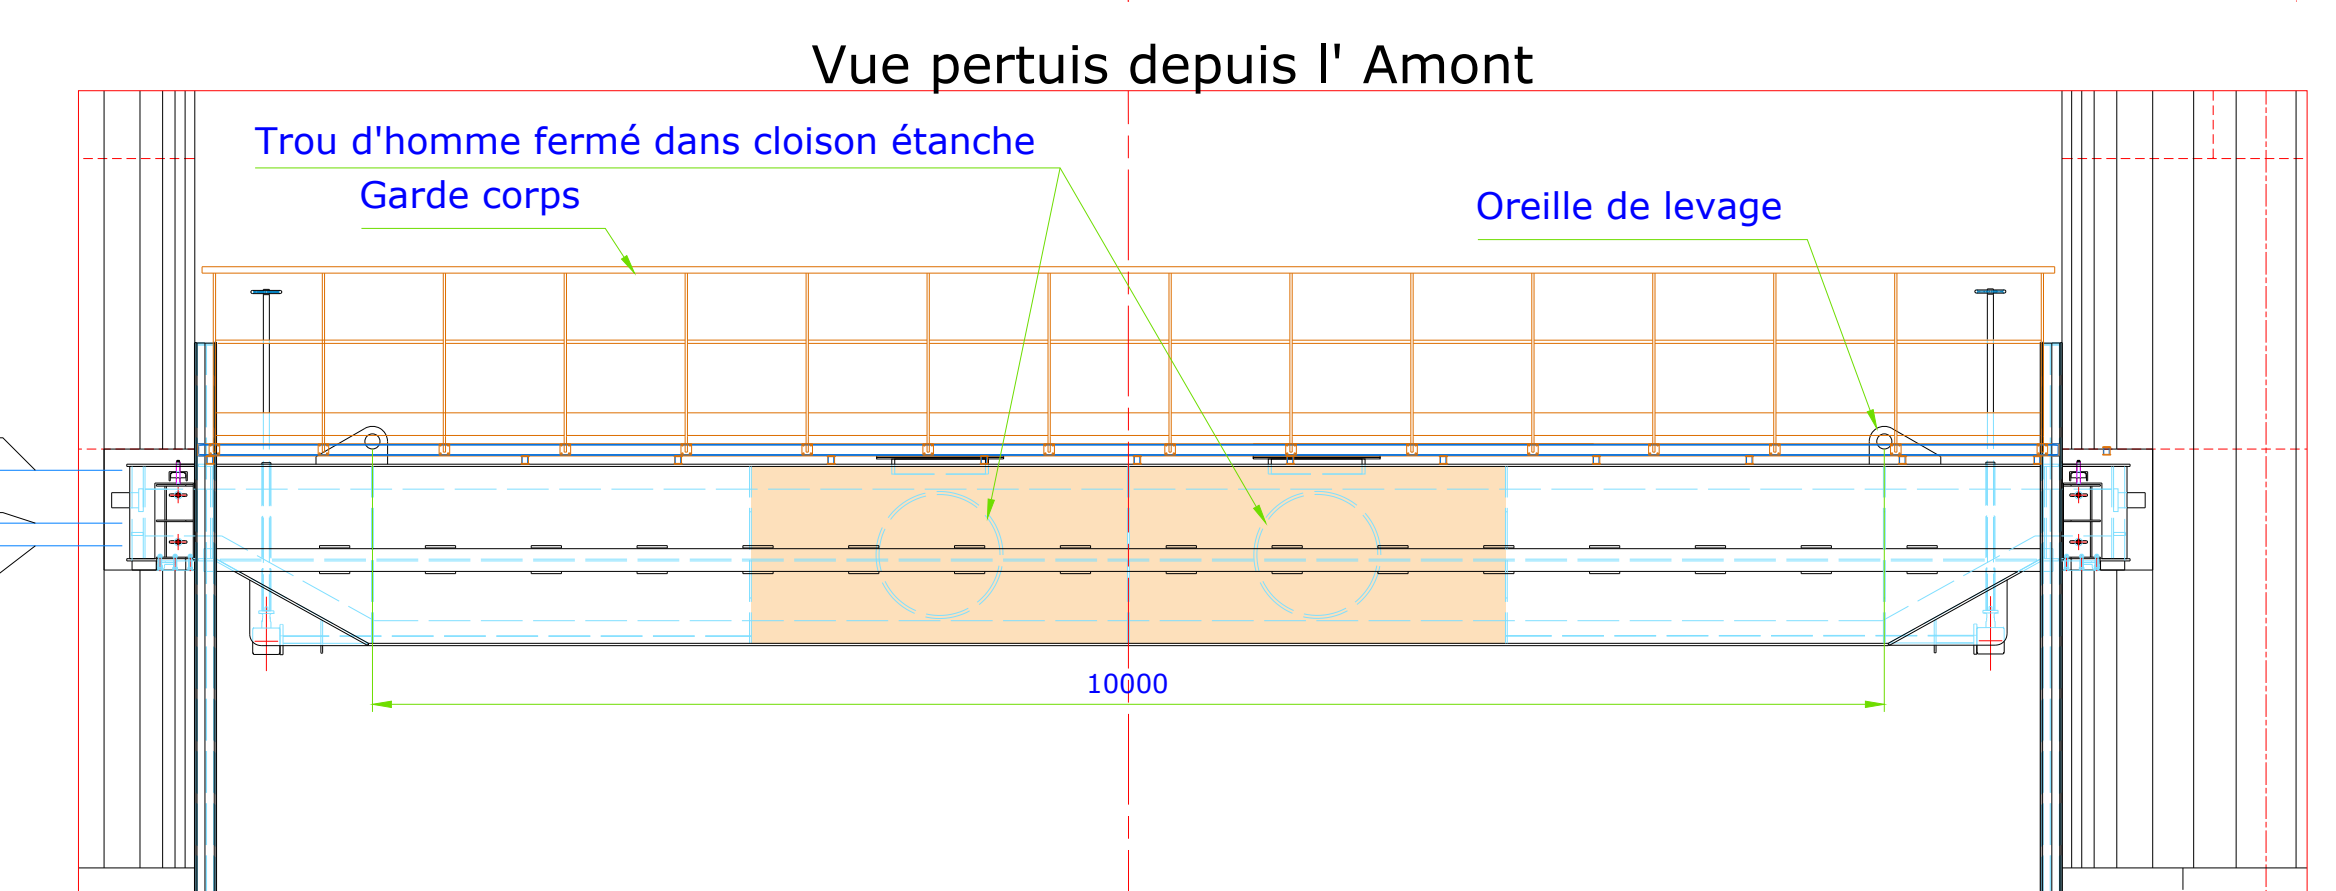 Vue pertuis depuis l' Amont
Trou d'homme fermé dans cloison étanche
Garde corps
Oreille de levage
10000